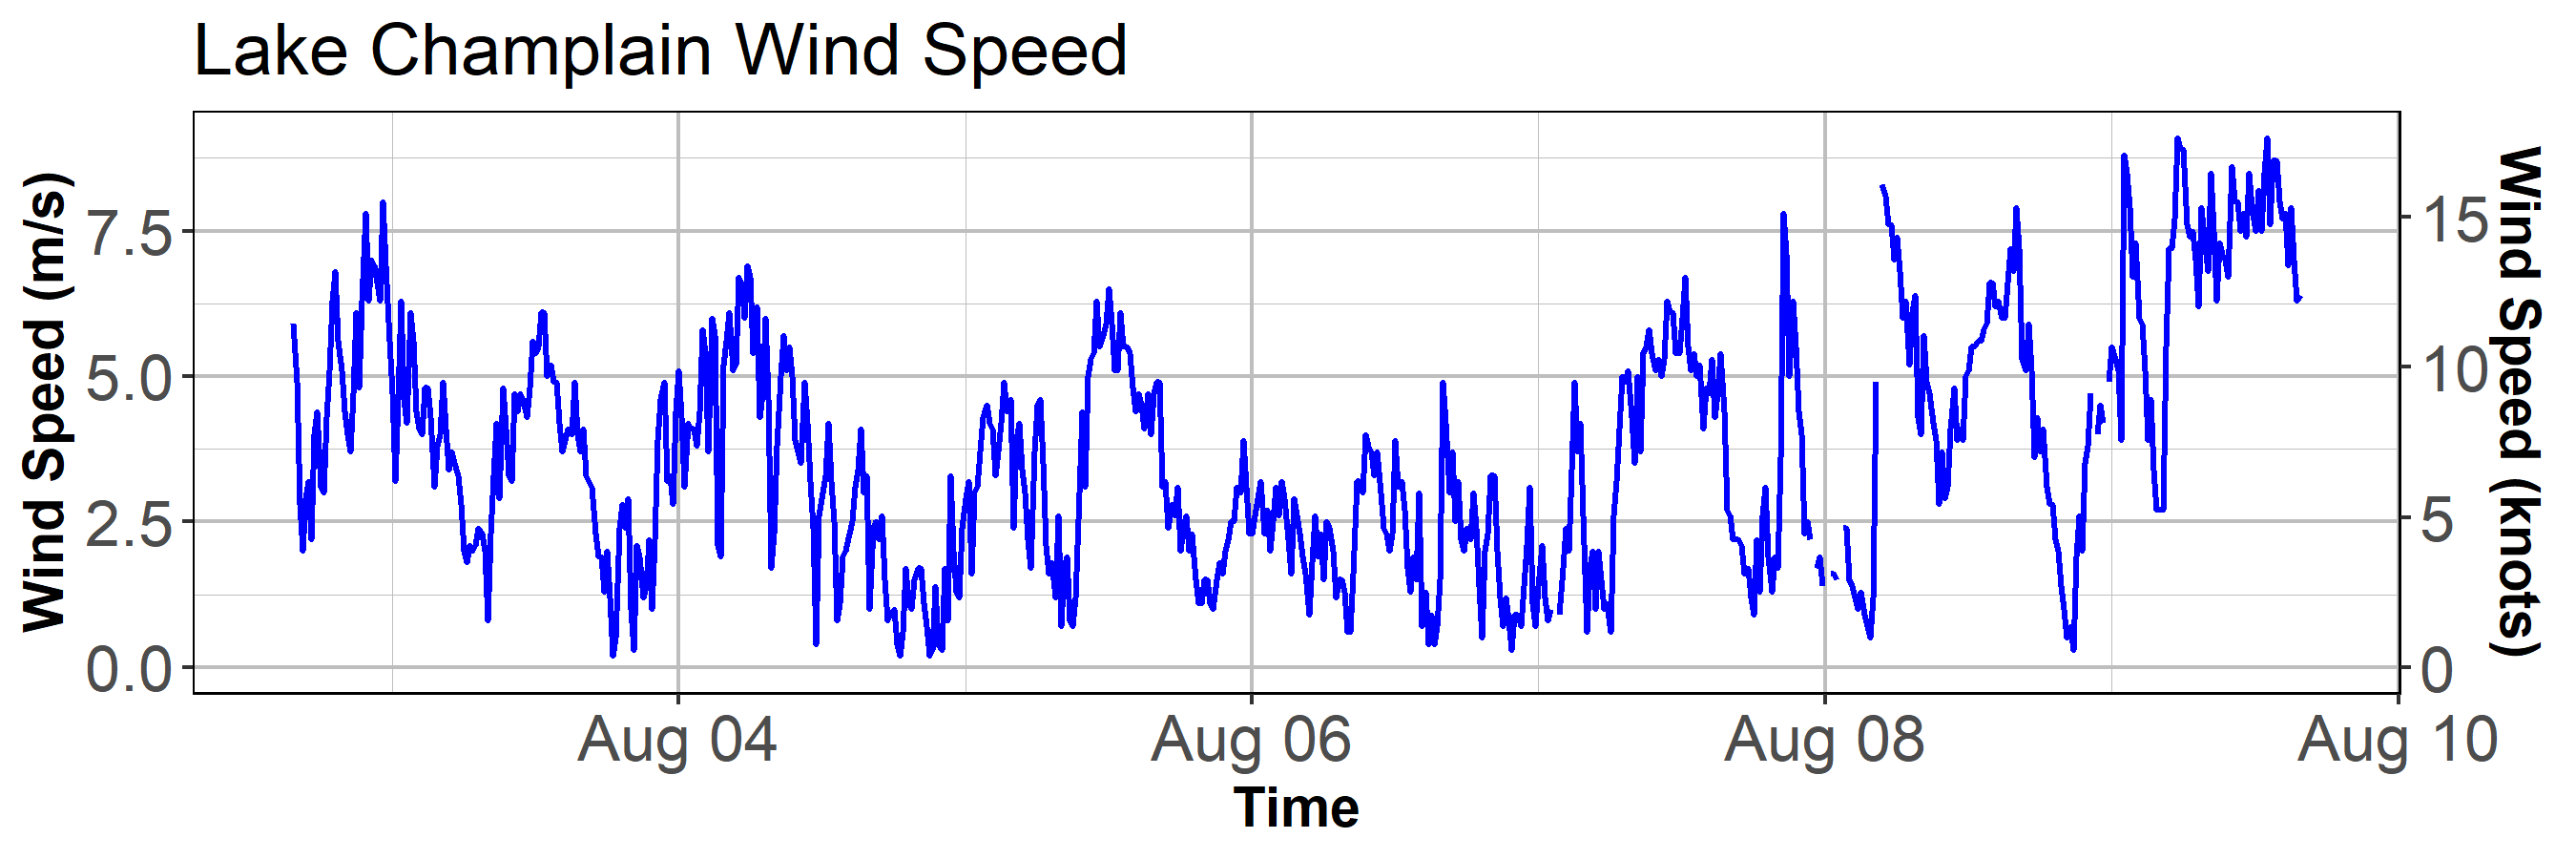 Lake Champlain Wind Speed
Wind Speed (m/s)
7.5
5.0
2.5
0.0
15
10
5
0
Wind Speed (knots)
Aug 04
Aug 06
Aug 08
Aug 10
Time